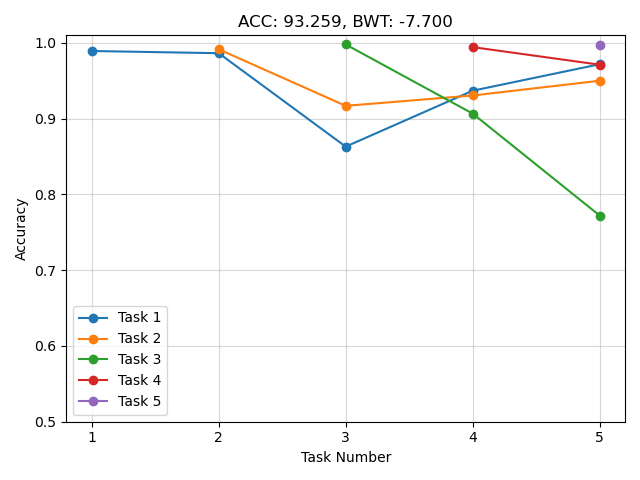 ACC: 93.259, BWT: -7.700
1.0
0.9
0.8
0.7
0.6
0.5
Accuracy
Task 1
Task 2
Task 3
Task 4
Task 5
1 2 3 4 5
Task Number